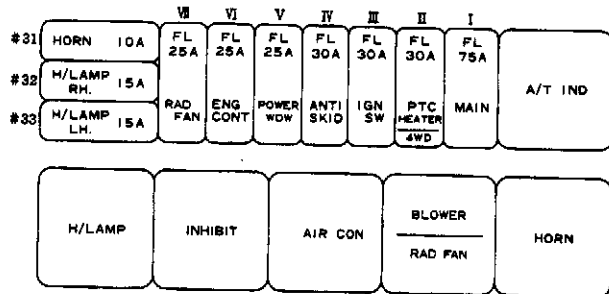 VII VI V IV III II I
#31 HORN 10A
#32 H/LAMP RH. 15A
#33 H/LAMP LH. 15A
FL 25A RAD FAN
FL 25A ENG CONT
FL 25A POWER WDW
FL 30A ANTI SKID
FL 30A IGN SW
FL 30A PTC HEATER 4WD
FL 75A MAIN
A/T IND
H/LAMP
INHIBIT
AIR CON
BLOWER
RAD FAN
HORN